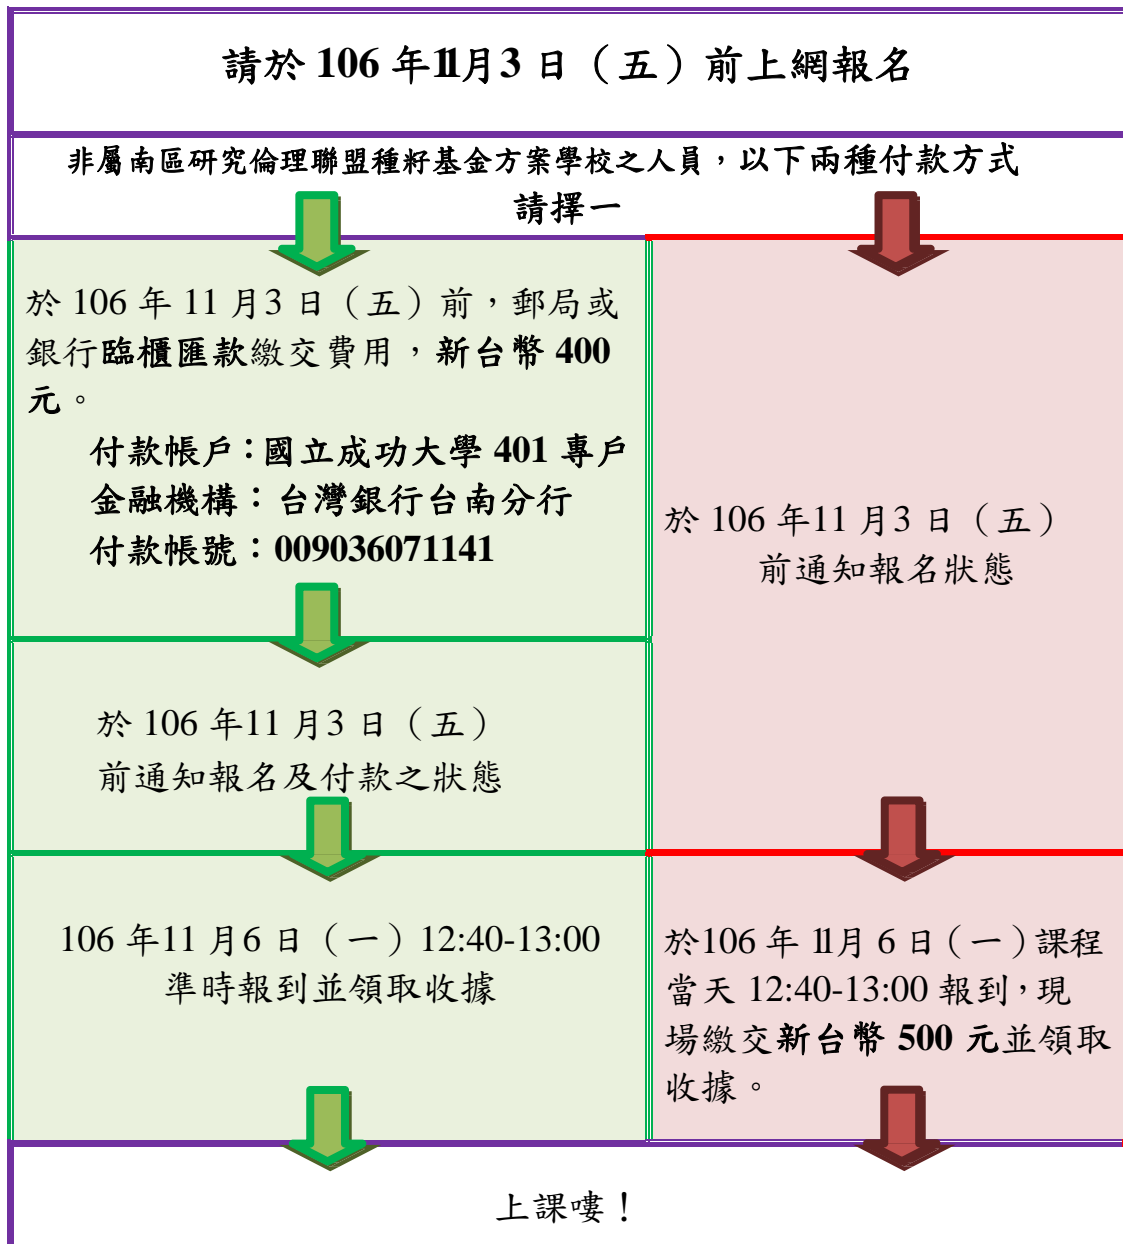 請於 106 年11月3 日（五）前上網報名
非屬南區研究倫理聯盟種籽基金方案學校之人員，以下兩種付款方式
請擇一
於 106 年 11 月3 日（五）前，郵局或
銀行臨櫃匯款繳交費用，新台幣 400
元。
付款帳戶：國立成功大學 401 專戶
金融機構：台灣銀行台南分行
付款帳號：009036071141
於 106 年11 月3 日（五）
前通知報名及付款之狀態
106 年11 月6 日（一）12:40-13:00
準時報到並領取收據
於 106 年11 月3 日（五）
前通知報名狀態
於106 年 11月 6 日（一）課程
當天 12:40-13:00 報到，現
場繳交新台幣 500 元並領取
收據。
上課嘍！